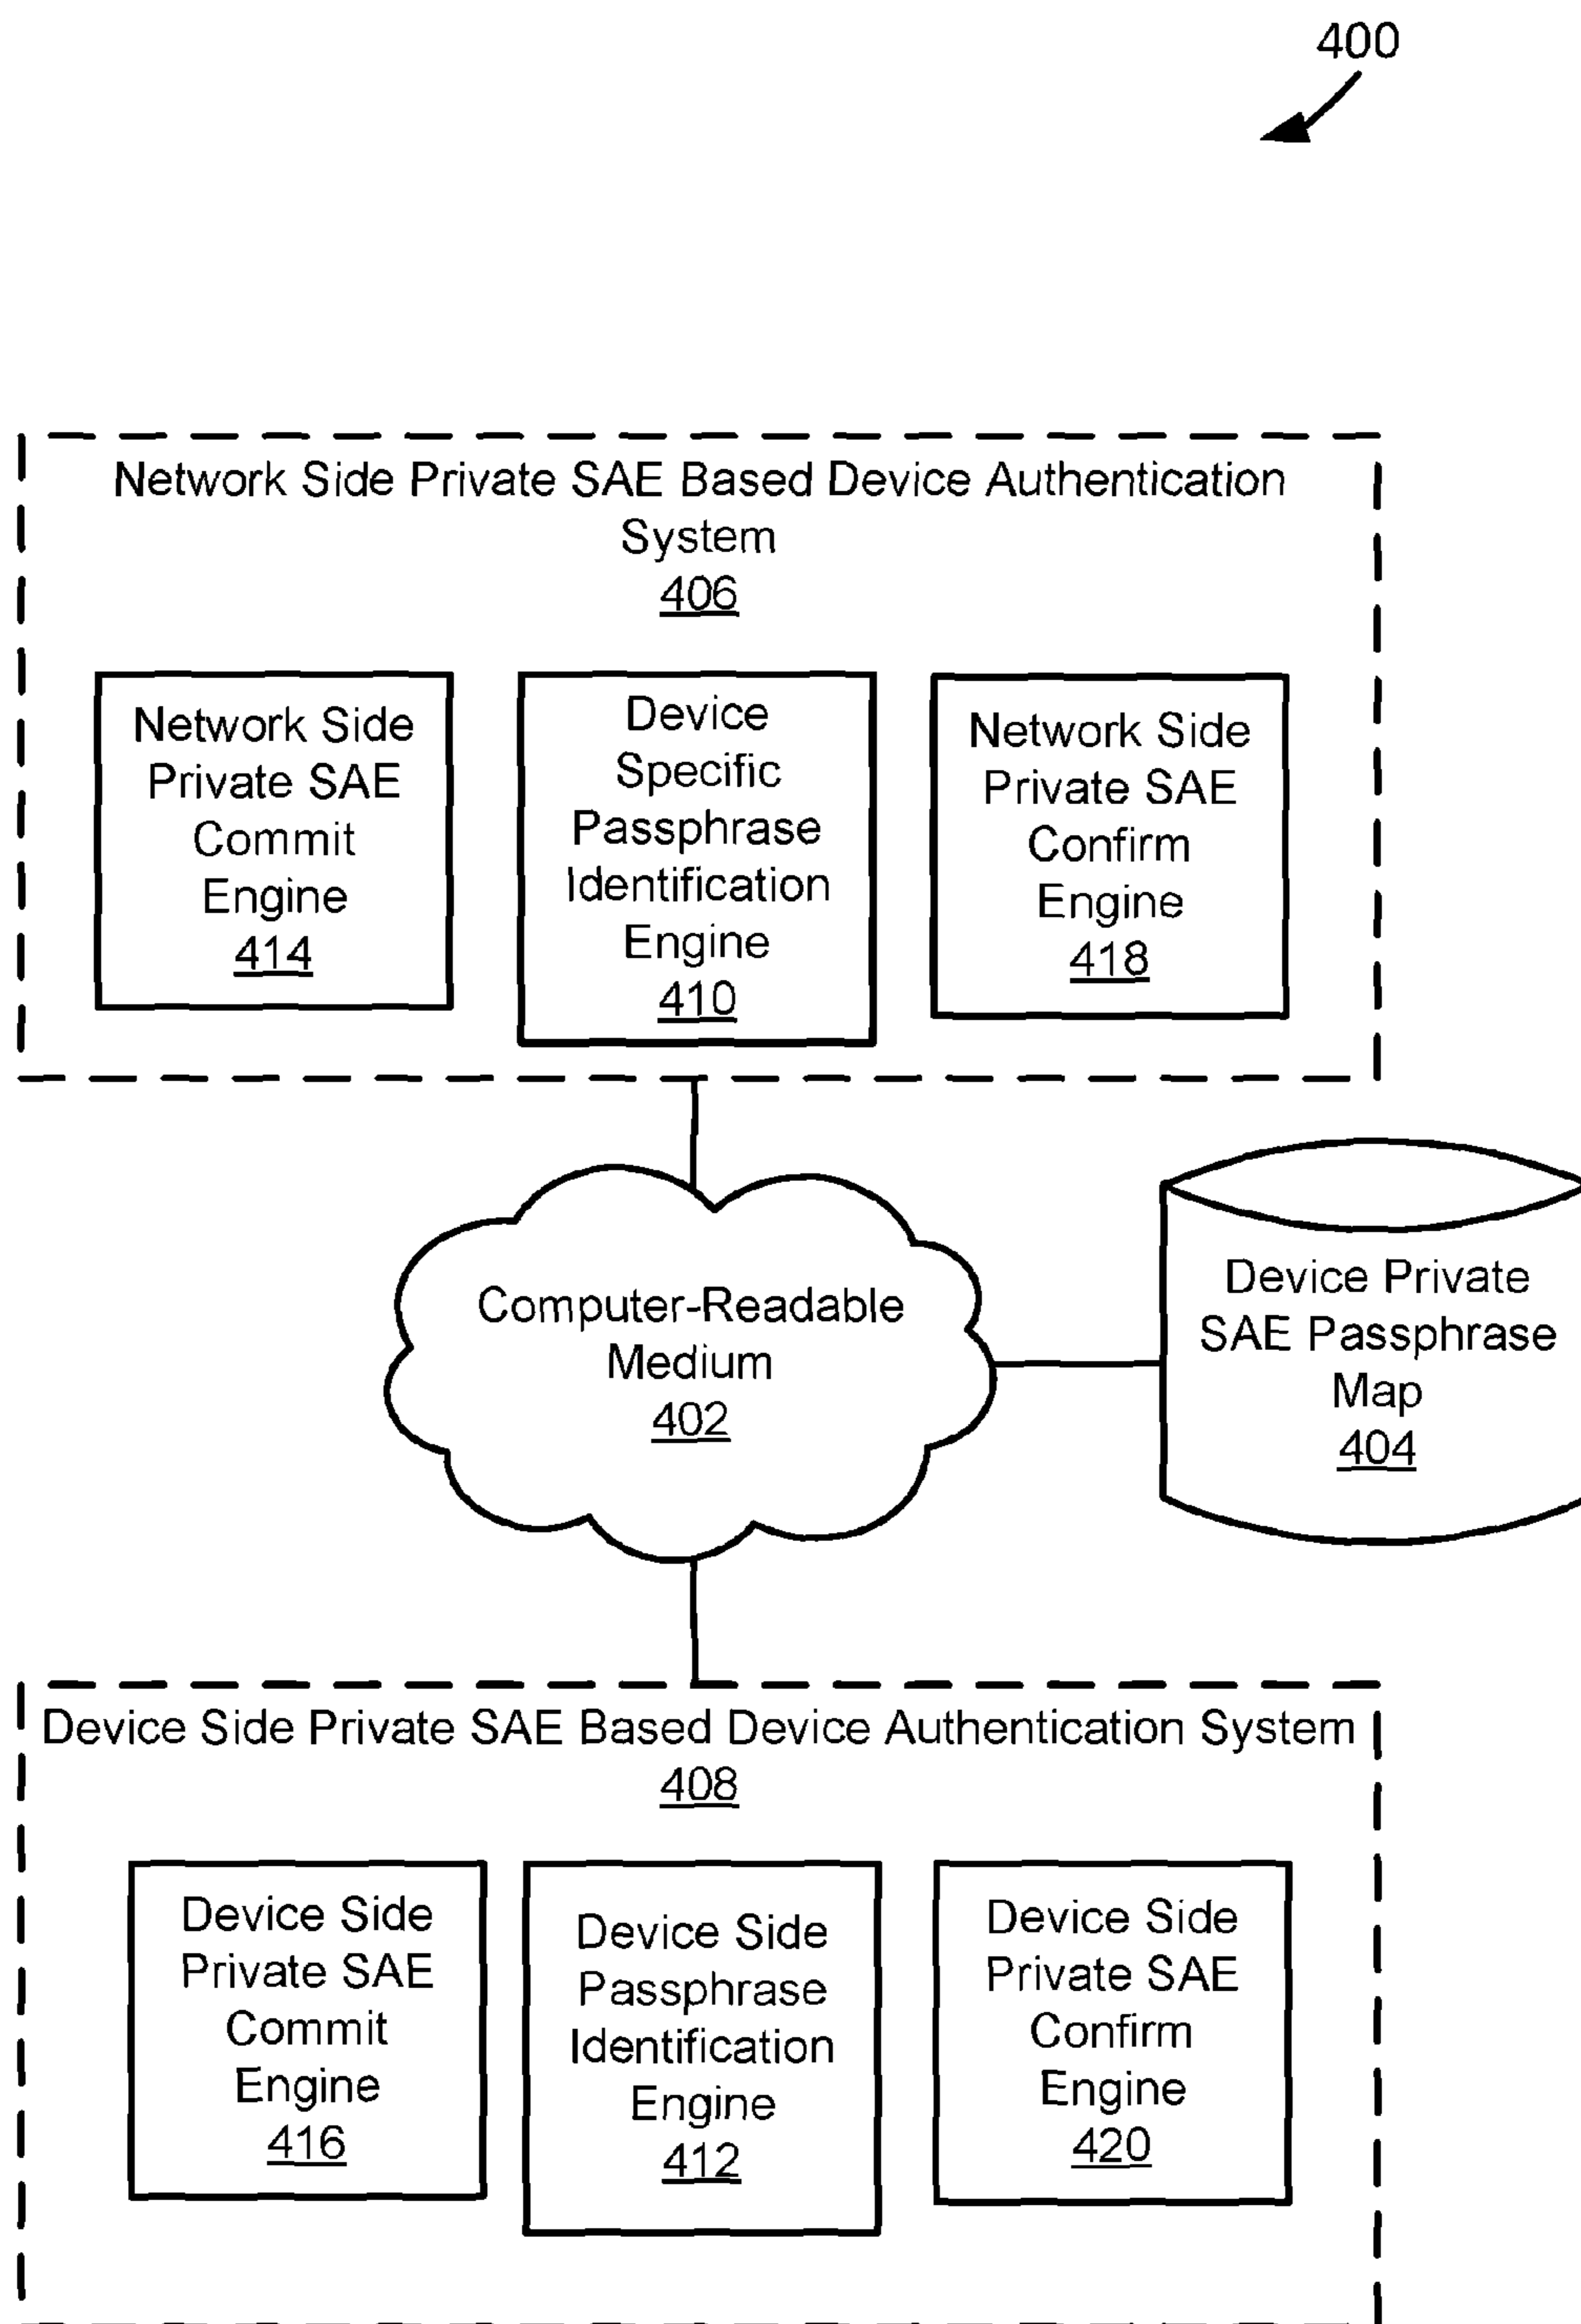 400
Network Side Private SAE Based Device Authentication
System
406
Network Side
Private SAE
Commit
Engine
414
Device
Specific
Passphrase
Identification
Engine
410
Network Side
Private SAE
Confirm
Engine
418
Computer-Readable
Medium
402
Device Private
SAE Passphrase
Map
404
Device Side Private SAE Based Device Authentication System
408
Device Side
Private SAE
Commit
Engine
416
Device Side
Passphrase
Identification
Engine
412
Device Side
Private SAE
Confirm
Engine
420